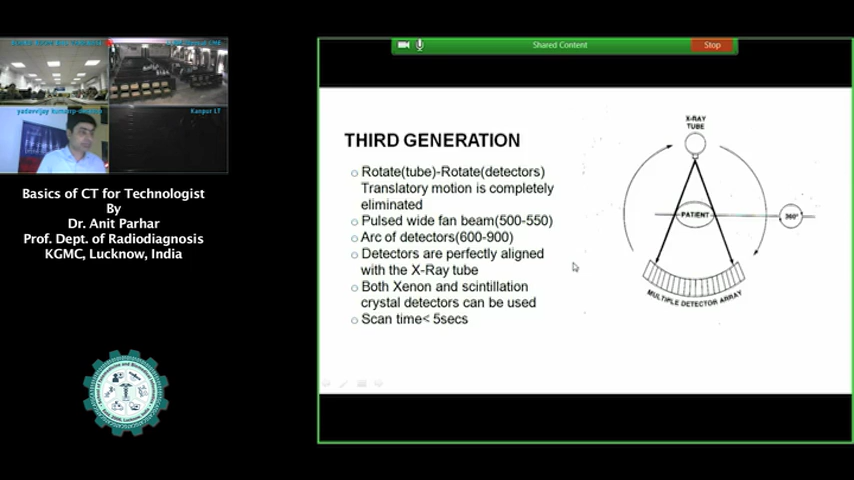 Shared Content
Stop
Kanpur LT
Basics of CT for Technologist
By
Dr. Anit Parhar
Prof. Dept. of Radiodiagnosis
KGMC, Lucknow, India
THIRD GENERATION
Rotate(tube)-Rotate(detectors)
Translatory motion is completely
eliminated
Pulsed wide fan beam(500-550)
Arc of detectors(600-900)
Detectors are perfectly aligned
with the X-Ray tube
Both Xenon and scintillation
crystal detectors can be used
Scan time< 5secs
X-RAY
TUBE
PATIENT
360°
MULTIPLE DETECTOR ARRAY